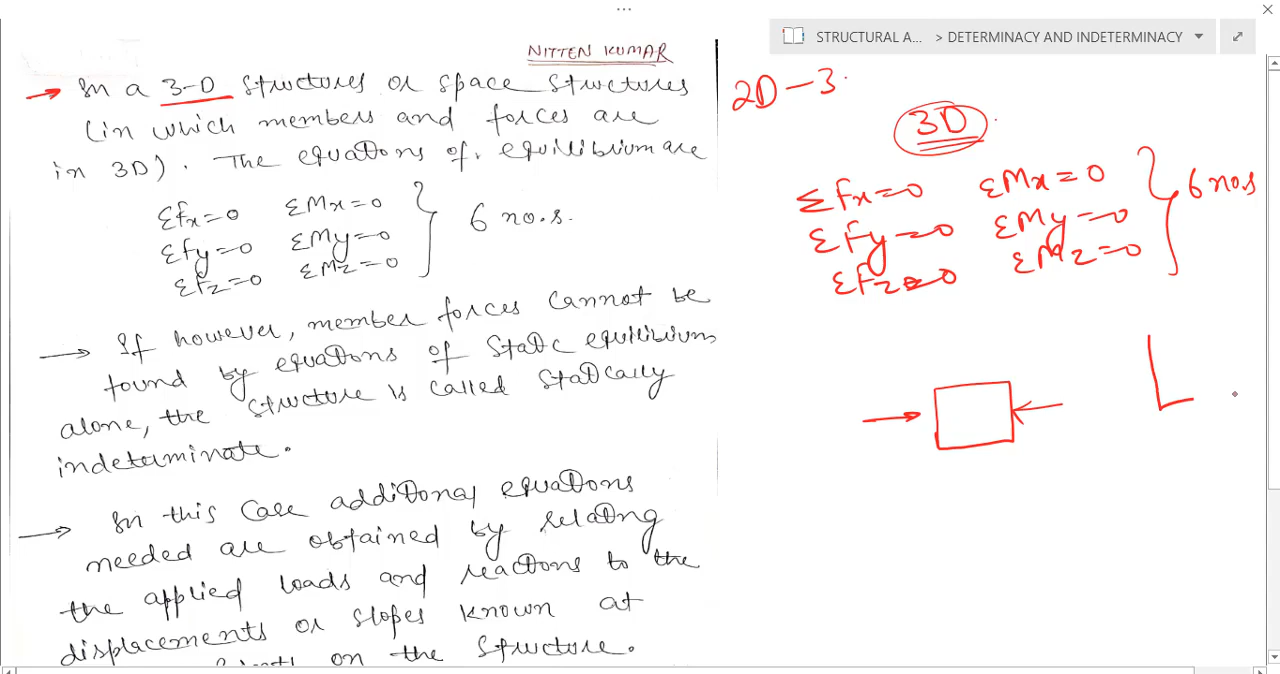 ...
STRUCTURAL A... > DETERMINACY AND INDETERMINACY
NITTEN KUMAR
→ In a 3-D structures or space structures
(in which members and forces are
in 3D). The equations of equilibrium are
Σfx=0 ΣMx=0
Σfy=0 ΣMy=0 } 6 no.s.
Σfz=0 ΣMz=0
→ If however, member forces cannot be
found by equations of static equilibrium
alone, the structure is called statically
indeterminate.
→ In this case additional equations
needed are obtained by relating
the applied loads and reactions to the
displacements or slopes known at
on the structure.
2D-3
3D
ΣFx=0 ΣMx=0
ΣFy=0 ΣMy=0 } 6 no.s
ΣFz=0 ΣMz=0